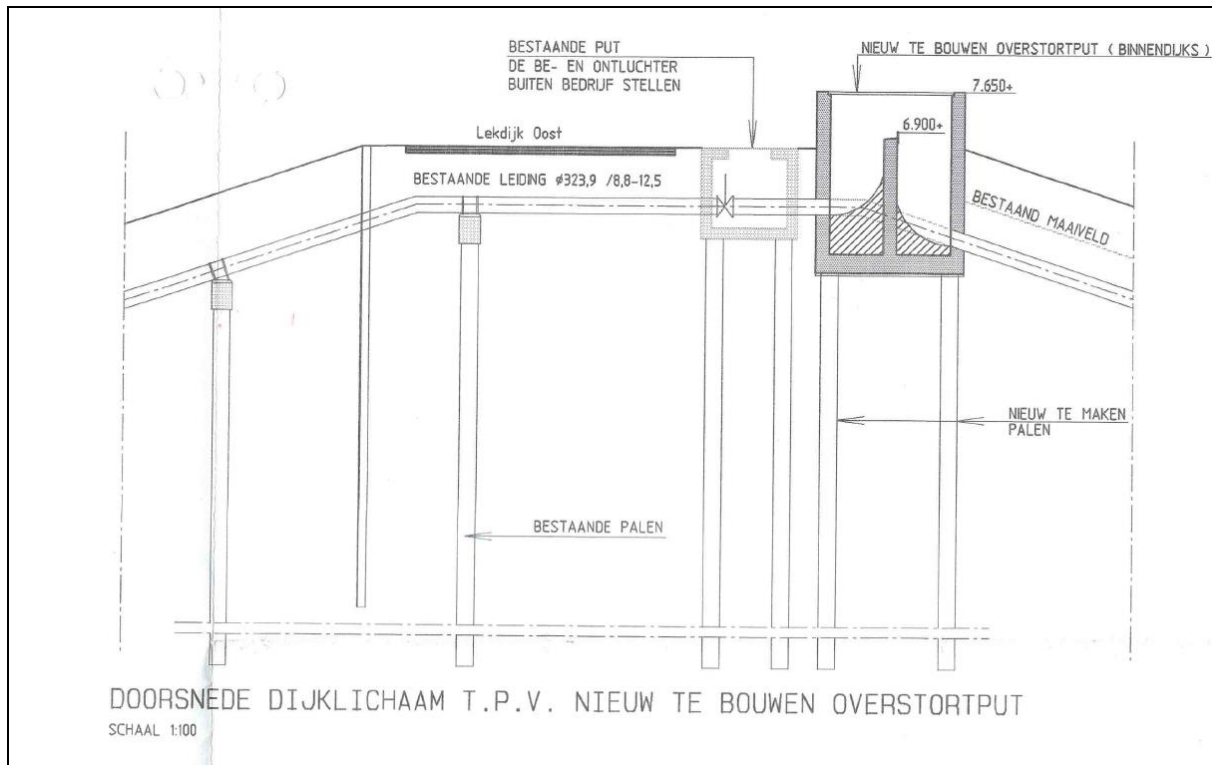 BESTAANDE PUT
DE BE- EN ONTLUCHTER
BUITEN BEDRIJF STELLEN
NIEUW TE BOUWEN OVERSTORTPUT ( BINNENDIJKS )
7.650+
6.900+
Lekdijk Oost
BESTAANDE LEIDING ø323,9 /8,8-12,5
BESTAAND MAAIVELD
NIEUW TE MAKEN
PALEN
BESTAANDE PALEN
DOORSNEDE DIJKLICHAAM T.P.V. NIEUW TE BOUWEN OVERSTORTPUT
SCHAAL 1:100